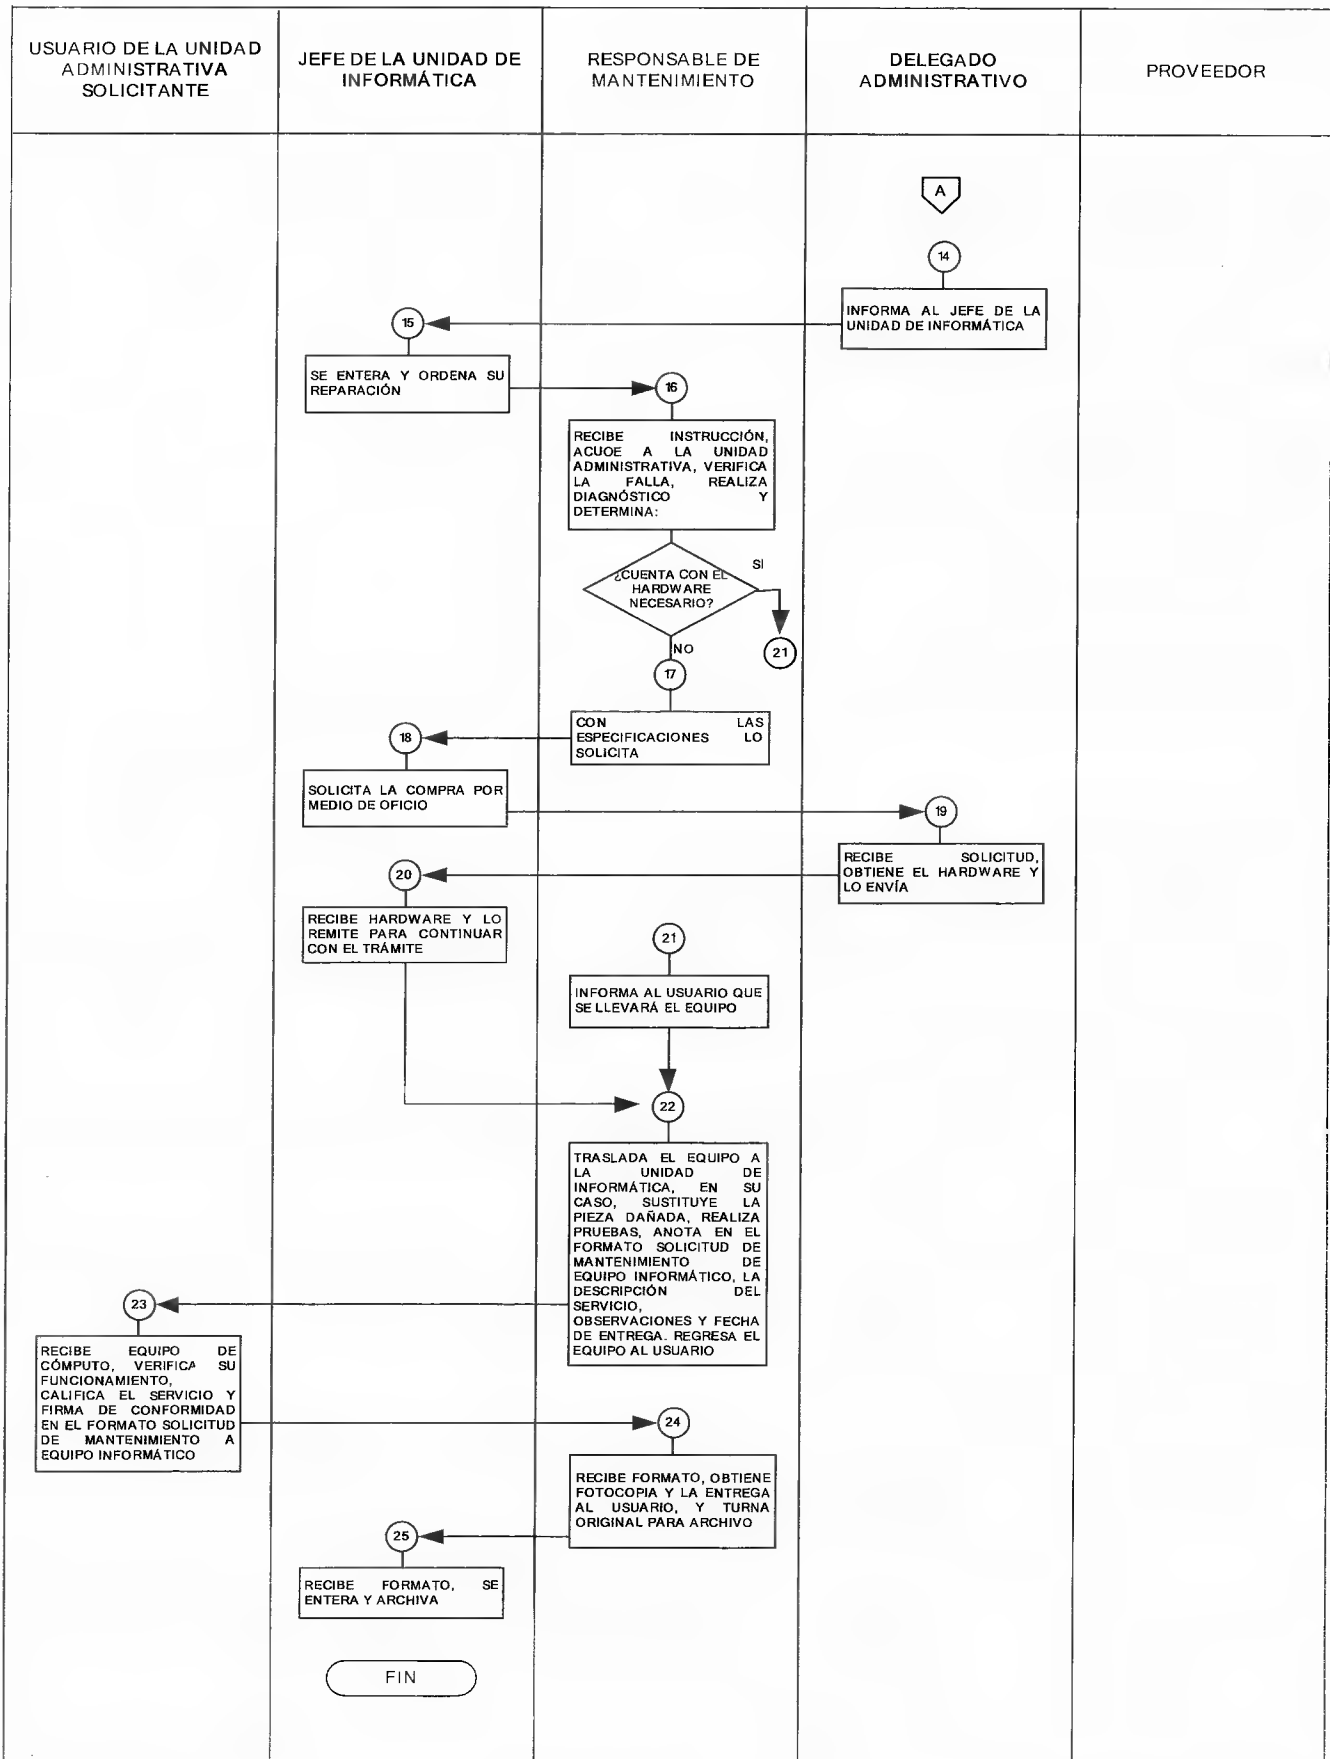 USUARIO DE LA UNIDAD
ADMINISTRATIVA
SOLICITANTE
JEFE DE LA UNIDAD DE
INFORMÁTICA
RESPONSABLE DE
MANTENIMIENTO
DELEGADO
ADMINISTRATIVO
PROVEEDOR
A
14
INFORMA AL JEFE DE LA
UNIDAD DE INFORMÁTICA
15
SE ENTERA Y ORDENA SU
REPARACIÓN
16
RECIBE INSTRUCCIÓN,
ACUOE A LA UNIDAD
ADMINISTRATIVA, VERIFICA
LA FALLA, REALIZA
DIAGNÓSTICO Y
DETERMINA:
¿CUENTA CON EL
HARDWARE
NECESARIO?
SI
21
NO
17
CON LAS
ESPECIFICACIONES LO
SOLICITA
18
SOLICITA LA COMPRA POR
MEDIO DE OFICIO
19
RECIBE SOLICITUD,
OBTIENE EL HARDWARE Y
LO ENVÍA
20
RECIBE HARDWARE Y LO
REMITE PARA CONTINUAR
CON EL TRÁMITE
21
INFORMA AL USUARIO QUE
SE LLEVARÁ EL EQUIPO
22
TRASLADA EL EQUIPO A
LA UNIDAD DE
INFORMÁTICA, EN SU
CASO, SUSTITUYE LA
PIEZA DAÑADA, REALIZA
PRUEBAS, ANOTA EN EL
FORMATO SOLICITUD DE
MANTENIMIENTO DE
EQUIPO INFORMÁTICO, LA
DESCRIPCIÓN DEL
SERVICIO,
OBSERVACIONES Y FECHA
DE ENTREGA. REGRESA EL
EQUIPO AL USUARIO
23
RECIBE EQUIPO DE
CÓMPUTO, VERIFICA SU
FUNCIONAMIENTO,
CALIFICA EL SERVICIO Y
FIRMA DE CONFORMIDAD
EN EL FORMATO SOLICITUD
DE MANTENIMIENTO A
EQUIPO INFORMÁTICO
24
RECIBE FORMATO, OBTIENE
FOTOCOPIA Y LA ENTREGA
AL USUARIO, Y TURNA
ORIGINAL PARA ARCHIVO
25
RECIBE FORMATO, SE
ENTERA Y ARCHIVA
FIN